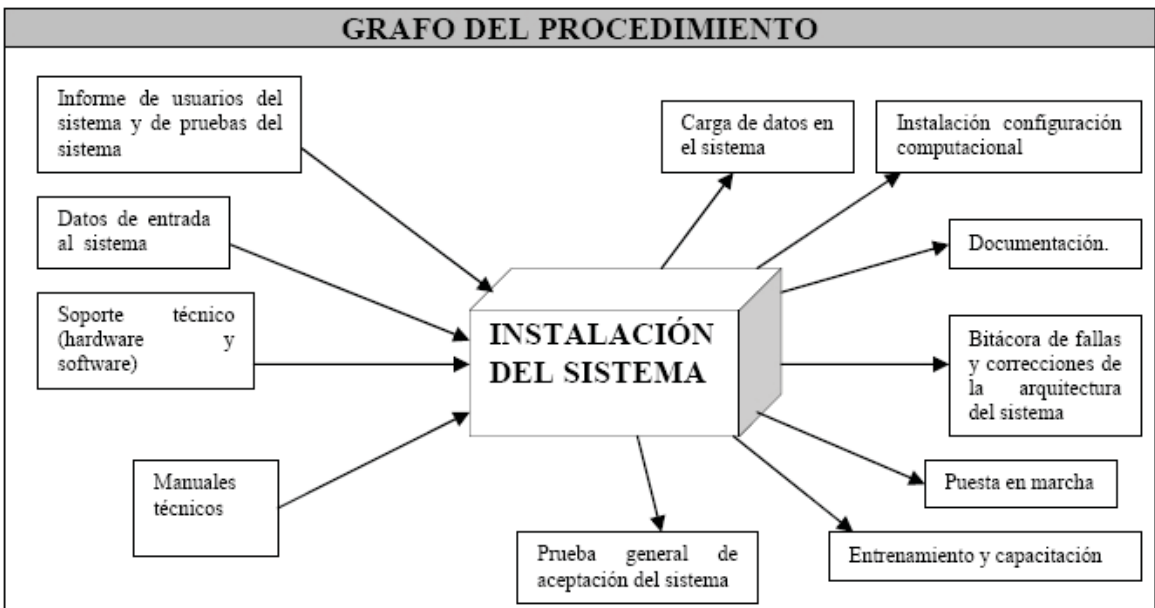 GRAFO DEL PROCEDIMIENTO
Informe de usuarios del
sistema y de pruebas del
sistema
Datos de entrada
al sistema
Soporte técnico
(hardware y
software)
Manuales
técnicos
INSTALACIÓN
DEL SISTEMA
Carga de datos en
el sistema
Instalación configuración
computacional
Documentación.
Bitácora de fallas
y correcciones de
la arquitectura
del sistema
Puesta en marcha
Entrenamiento y capacitación
Prueba general de
aceptación del sistema